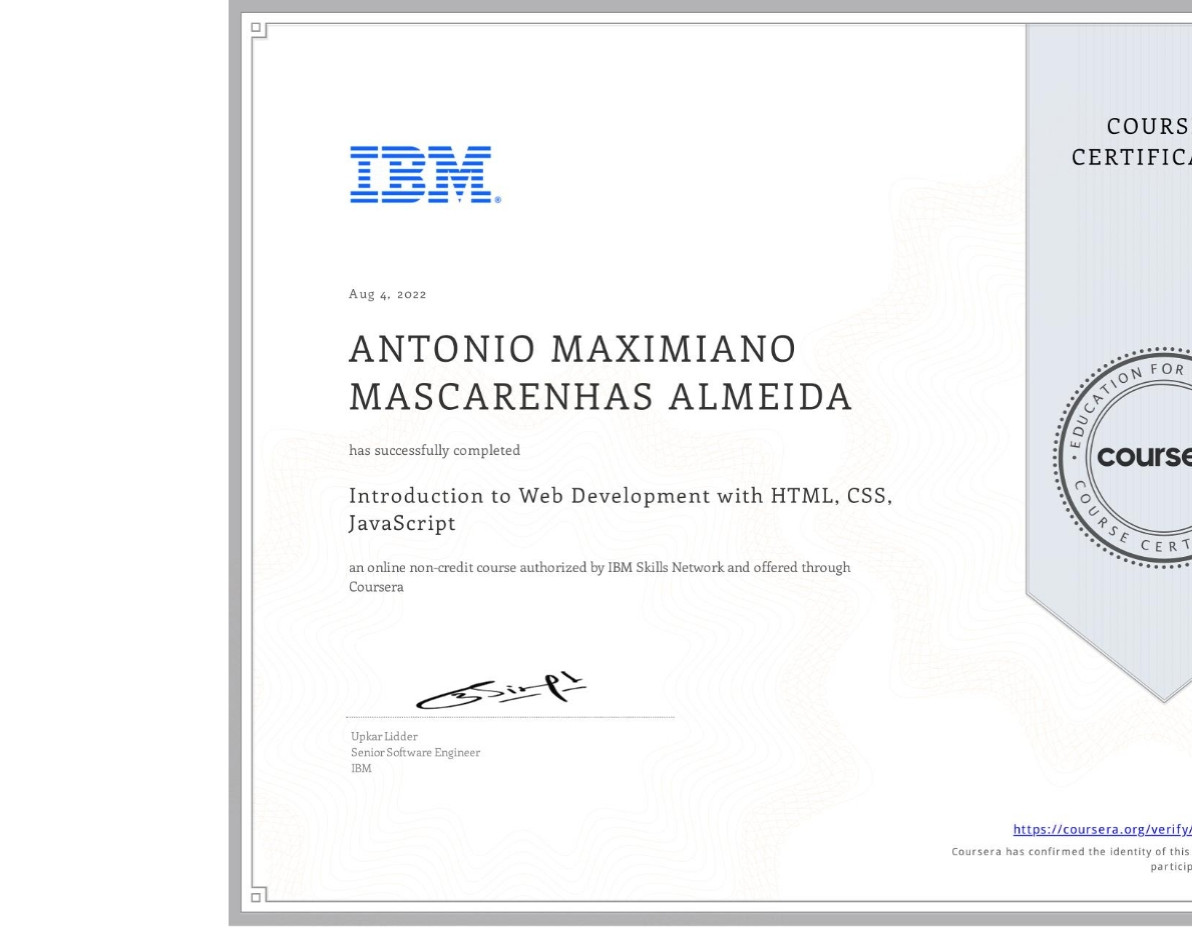 COURS
CERTIFICA
IBM
Aug 4, 2022
ANTONIO MAXIMIANO
MASCARENHAS ALMEIDA
has successfully completed
Introduction to Web Development with HTML, CSS,
JavaScript
an online non-credit course authorized by IBM Skills Network and offered through
Coursera
EDUCATION FOR
course
COURSE CERT
Upkar Lidder
Senior Software Engineer
IBM
https://coursera.org/verify/
Coursera has confirmed the identity of this
particip